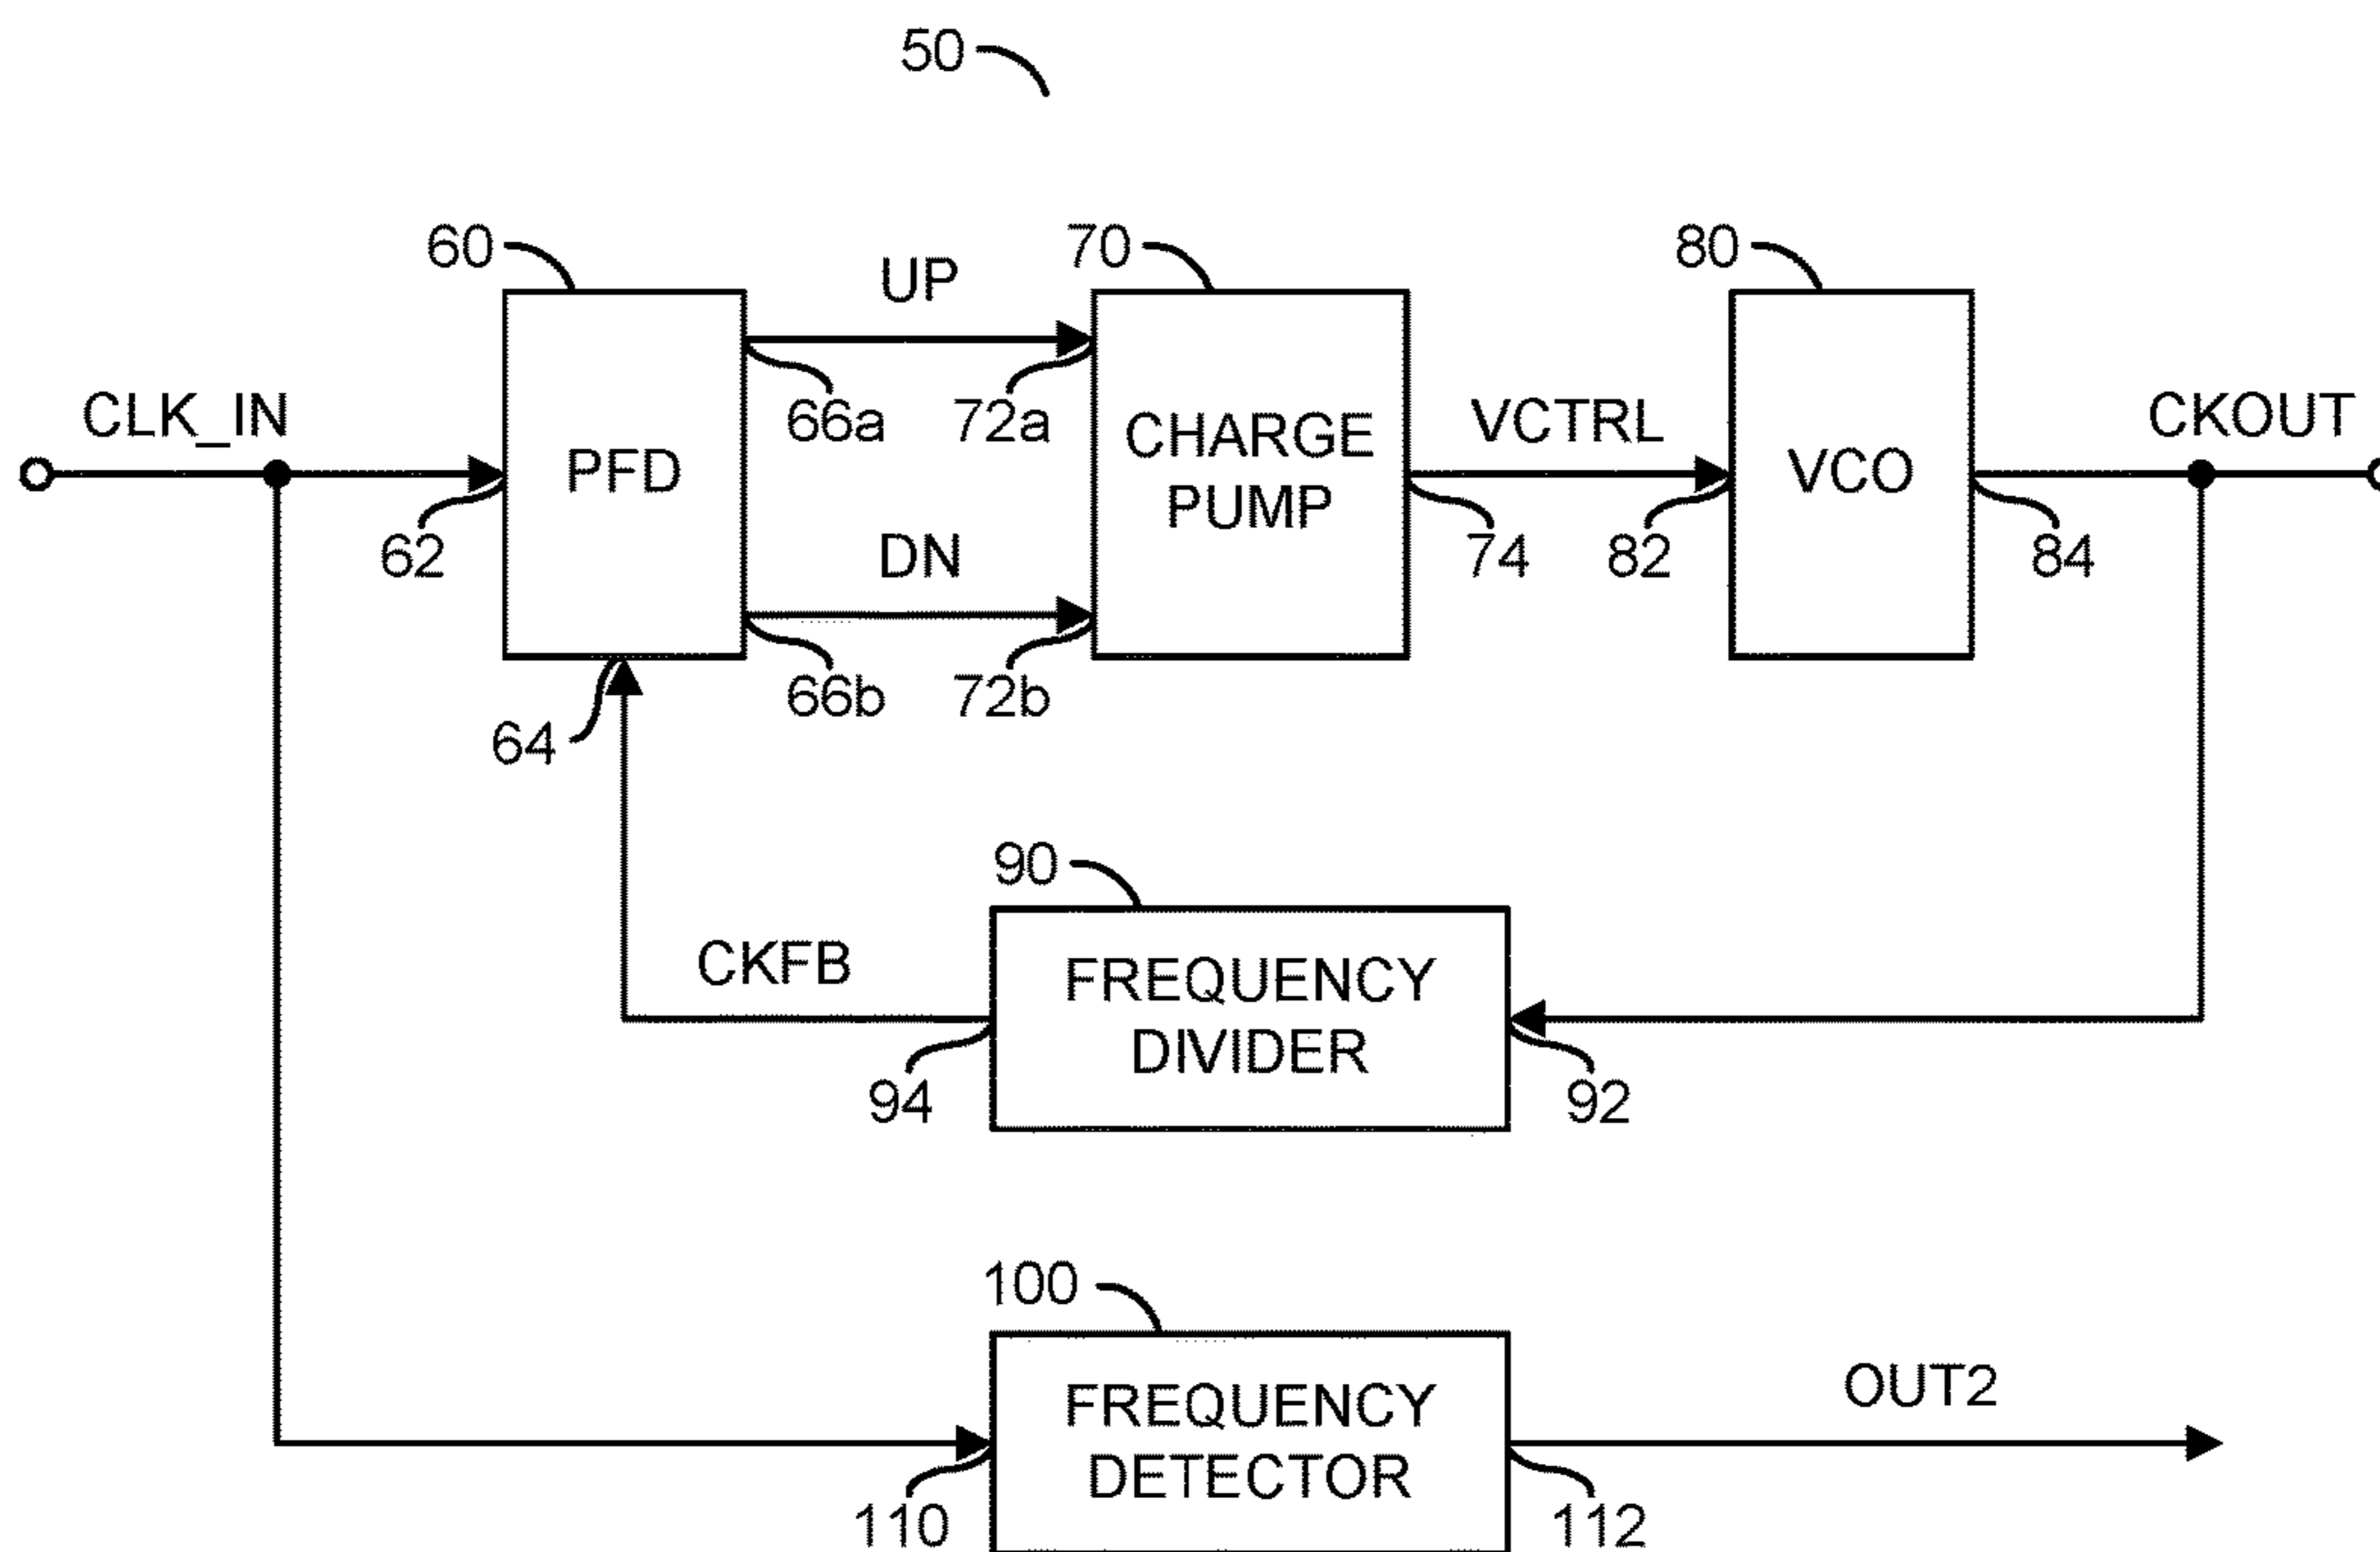 50
60
UP
70
80
CLK_IN
PFD
66a
72a
CHARGE
PUMP
VCTRL
VCO
CKOUT
62
DN
74
82
84
66b
72b
64
90
CKFB
FREQUENCY
DIVIDER
94
92
100
FREQUENCY
DETECTOR
OUT2
110
112